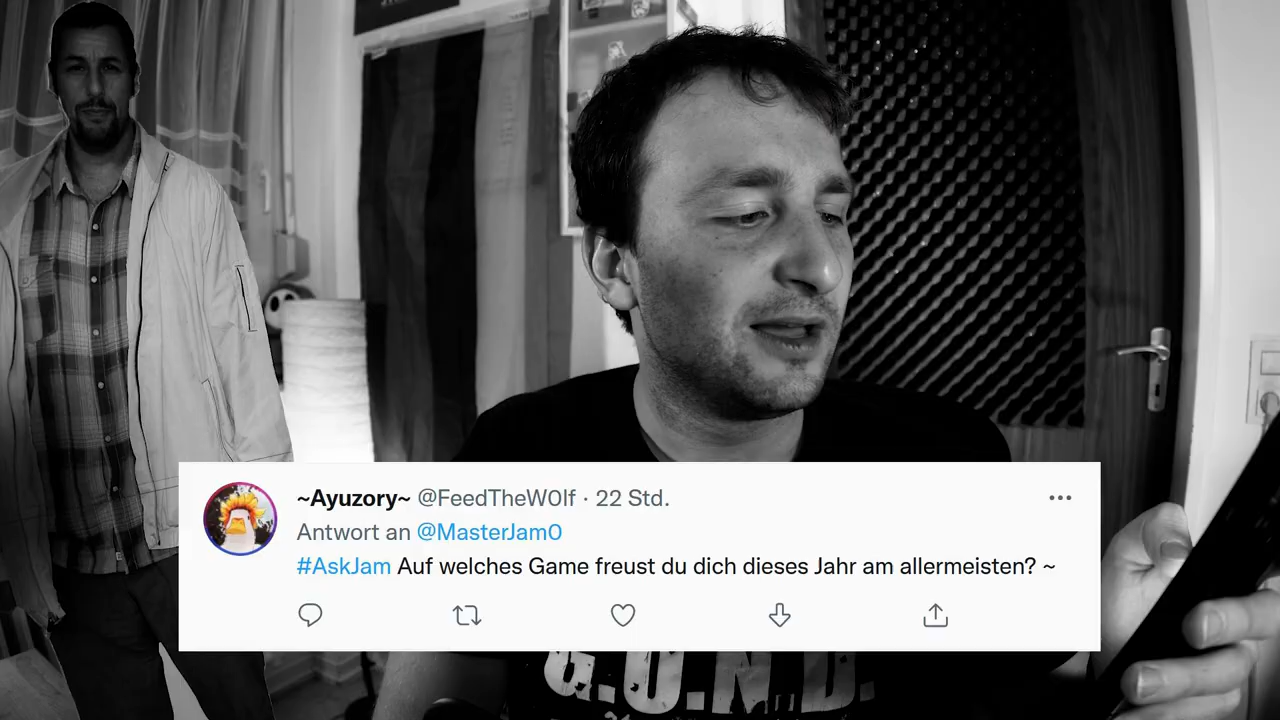 ~Ayuzory~ @FeedTheW0lf · 22 Std.
Antwort an @MasterJam0
#AskJam Auf welches Game freust du dich dieses Jahr am allermeisten? ~
G.O.N.D.